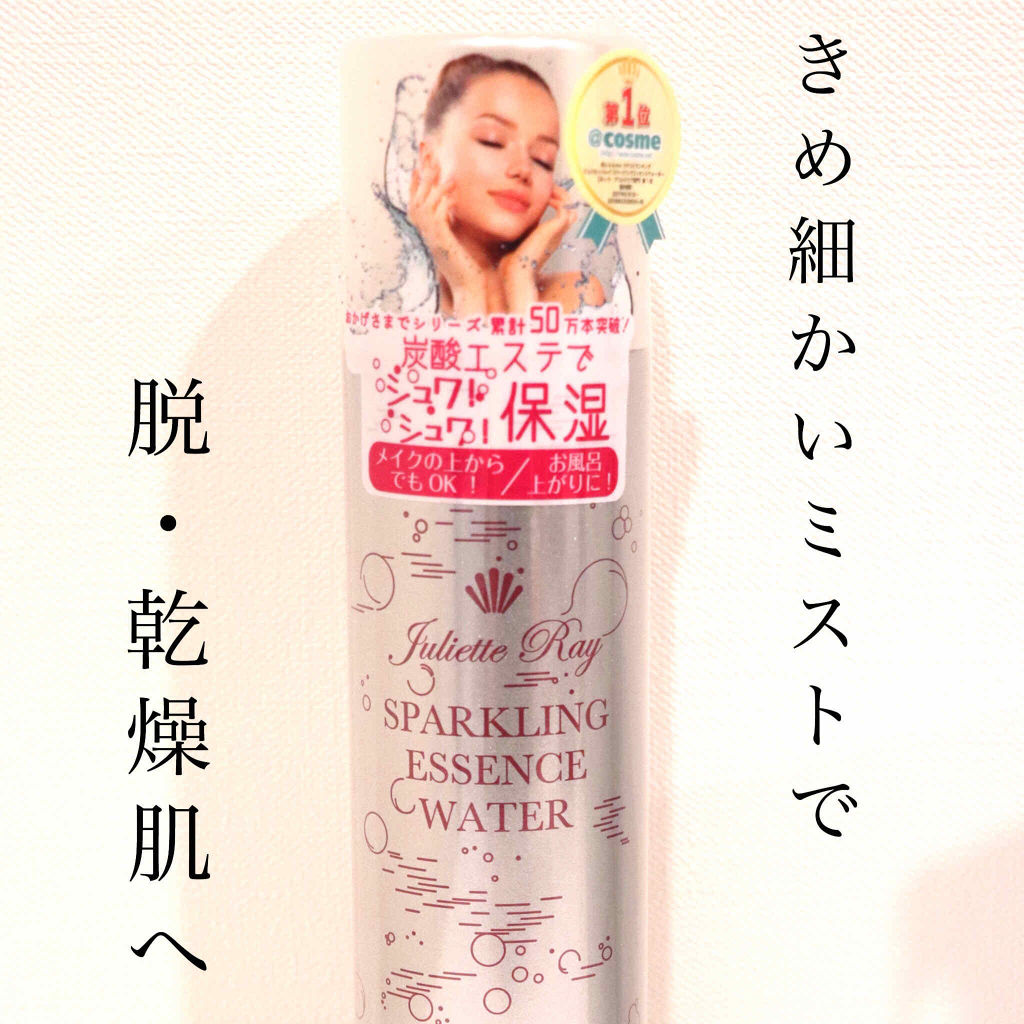 きめ細かいミストで
脱・乾燥肌へ
第1位
@cosme
おかげさまでシリーズ累計50万本突破!
炭酸エステで
シュワ!
シュワ!
保湿
メイクの上から
でもOK!
お風呂
上がりに!
Juliette Ray
SPARKLING
ESSENCE
WATER